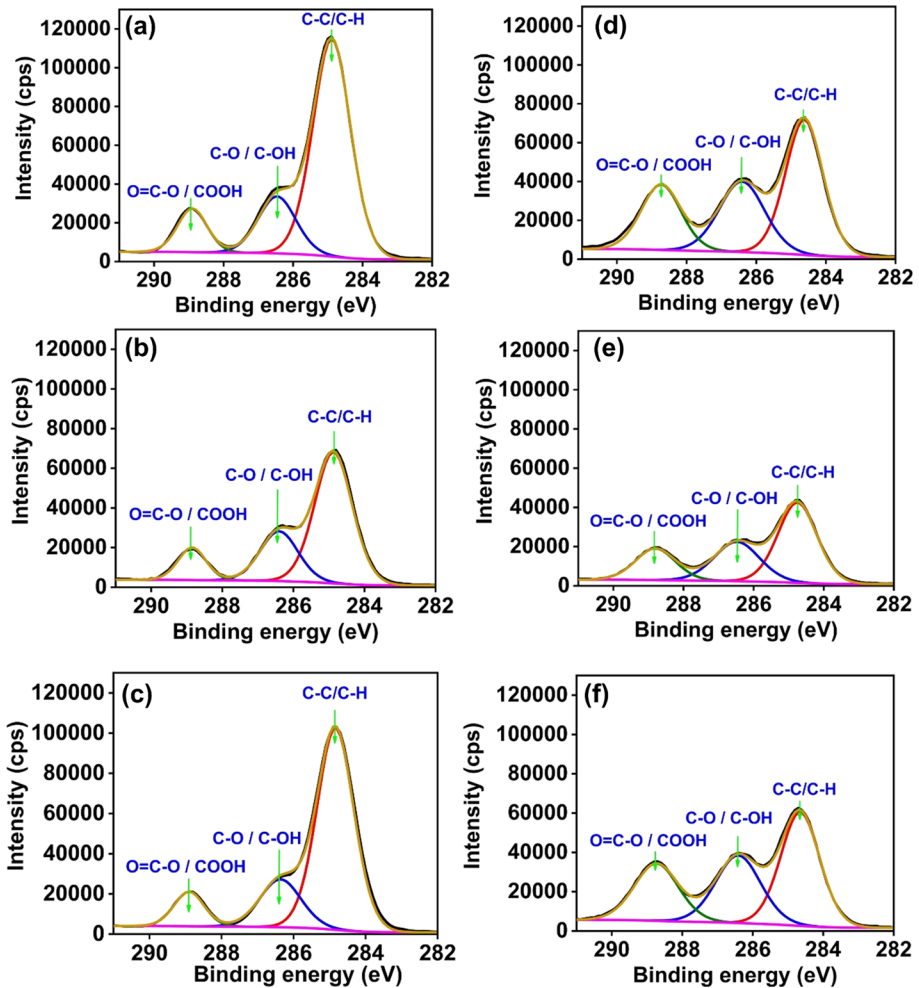 (a)
C-C/C-H
C-O / C-OH
O=C-O / COOH
120000
100000
80000
60000
40000
20000
0
Intensity (cps)
290 288 286 284 282
Binding energy (eV)
(d)
C-C/C-H
C-O / C-OH
O=C-O / COOH
120000
100000
80000
60000
40000
20000
0
Intensity (cps)
290 288 286 284 282
Binding energy (eV)
(b)
C-C/C-H
C-O / C-OH
O=C-O / COOH
120000
100000
80000
60000
40000
20000
0
Intensity (cps)
290 288 286 284 282
Binding energy (eV)
(e)
C-C/C-H
C-O / C-OH
O=C-O / COOH
120000
100000
80000
60000
40000
20000
0
Intensity (cps)
290 288 286 284 282
Binding energy (eV)
(c)
C-C/C-H
C-O / C-OH
O=C-O / COOH
120000
100000
80000
60000
40000
20000
0
Intensity (cps)
290 288 286 284 282
Binding energy (eV)
(f)
C-C/C-H
C-O / C-OH
O=C-O / COOH
120000
100000
80000
60000
40000
20000
0
Intensity (cps)
290 288 286 284 282
Binding energy (eV)